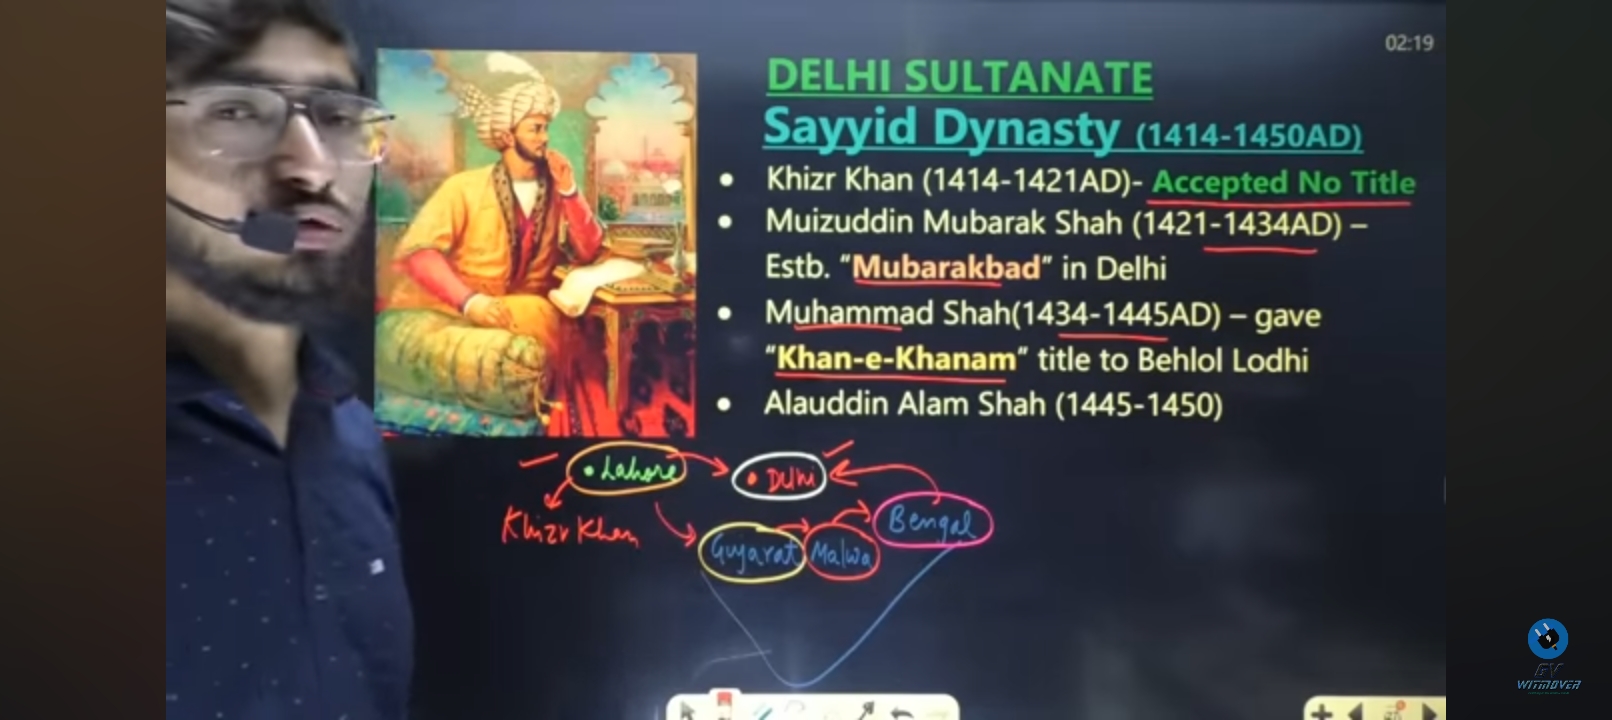 02:19
DELHI SULTANATE
Sayyid Dynasty (1414-1450AD)
• Khizr Khan (1414-1421AD)- Accepted No Title
• Muizuddin Mubarak Shah (1421-1434AD) –
Estb. “Mubarakbad” in Delhi
• Muhammad Shah(1434-1445AD) – gave
“Khan-e-Khanam” title to Behlol Lodhi
• Alauddin Alam Shah (1445-1450)
• Lahore
• Delhi
Khizr Khan
Gujarat
Malwa
Bengal
WITMOVER